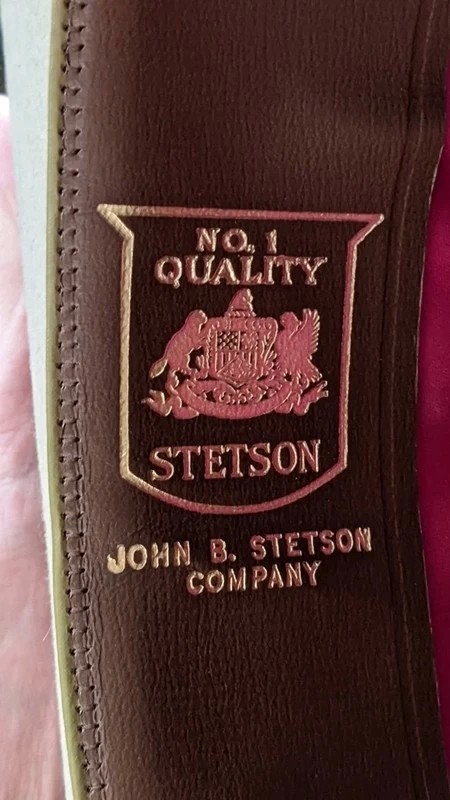 NO. 1
QUALITY
STETSON
JOHN B. STETSON
COMPANY